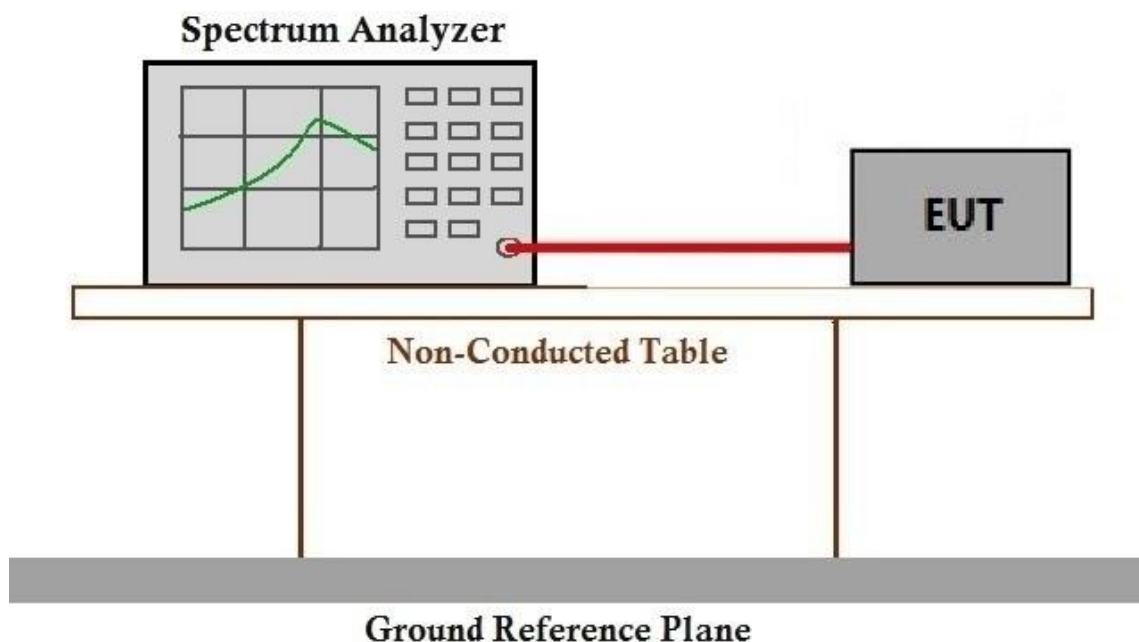 Spectrum Analyzer
EUT
Non-Conducted Table
Ground Reference Plane